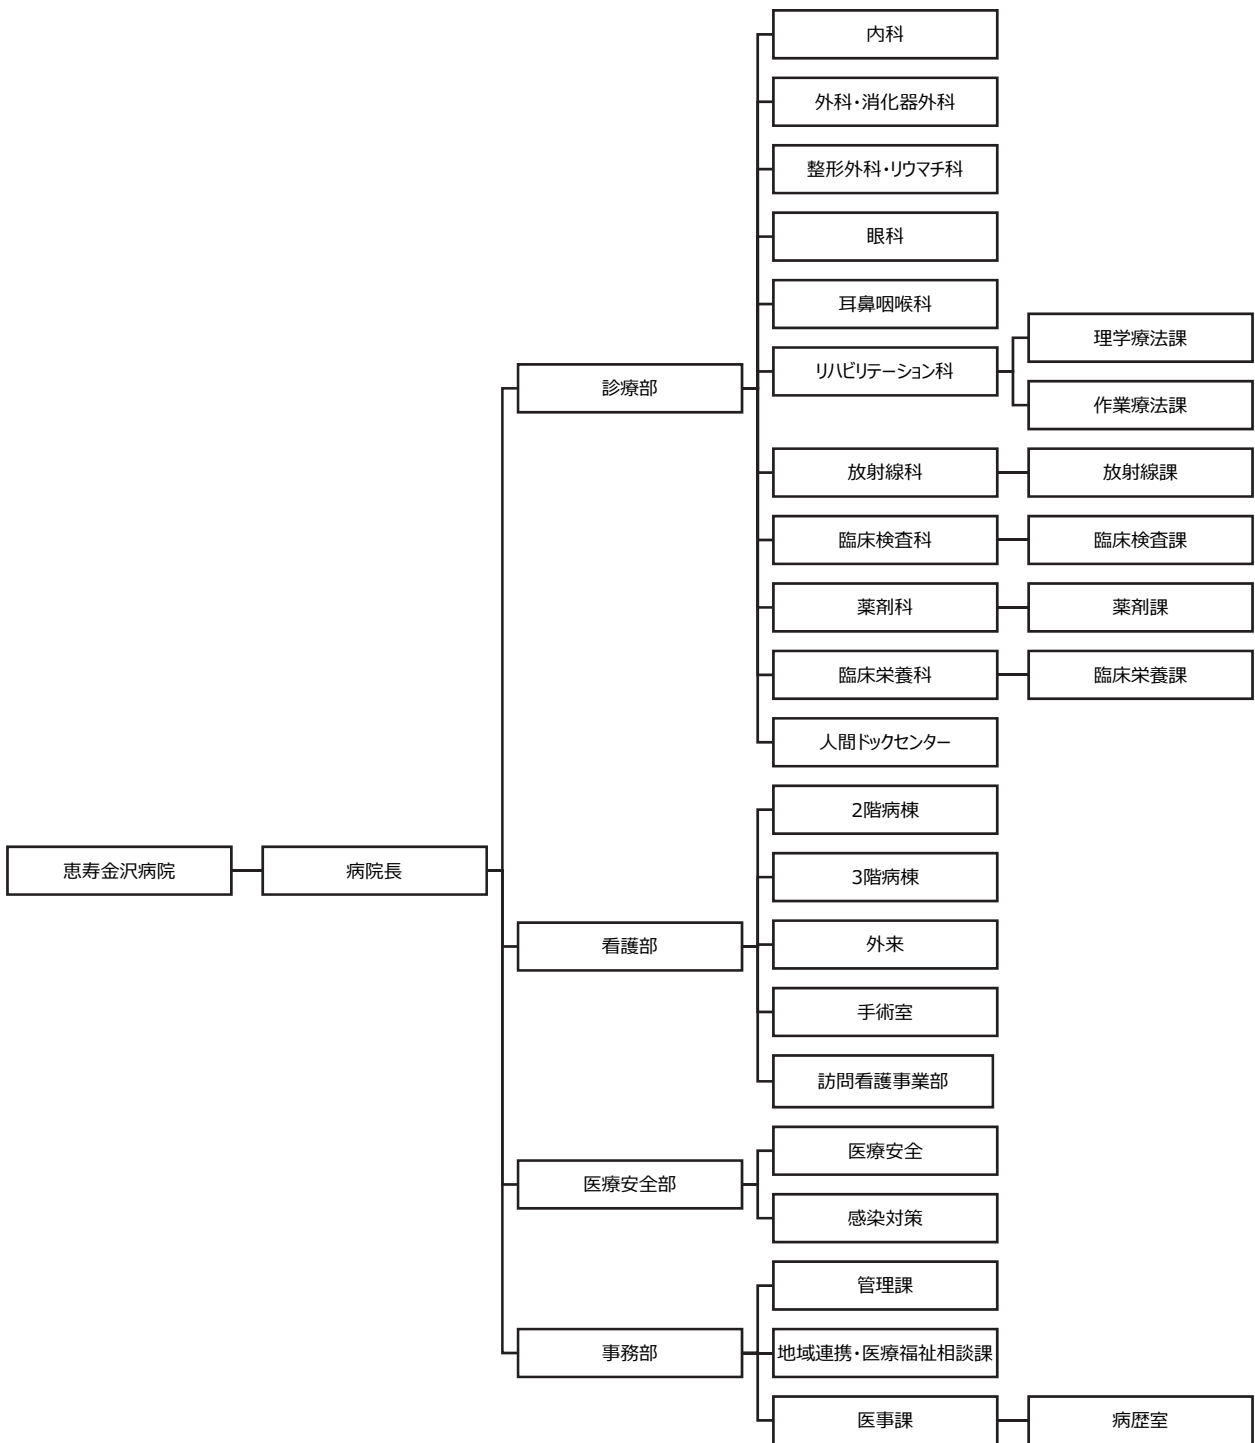 内科
外科・消化器外科
整形外科・リウマチ科
眼科
耳鼻咽喉科
理学療法課
リハビリテーション科
診療部
作業療法課
放射線科
放射線課
臨床検査科
臨床検査課
薬剤科
薬剤課
臨床栄養科
臨床栄養課
人間ドックセンター
2階病棟
恵寿金沢病院
病院長
3階病棟
看護部
外来
手術室
訪問看護事業部
医療安全
医療安全部
感染対策
管理課
事務部
地域連携・医療福祉相談課
医事課
病歴室